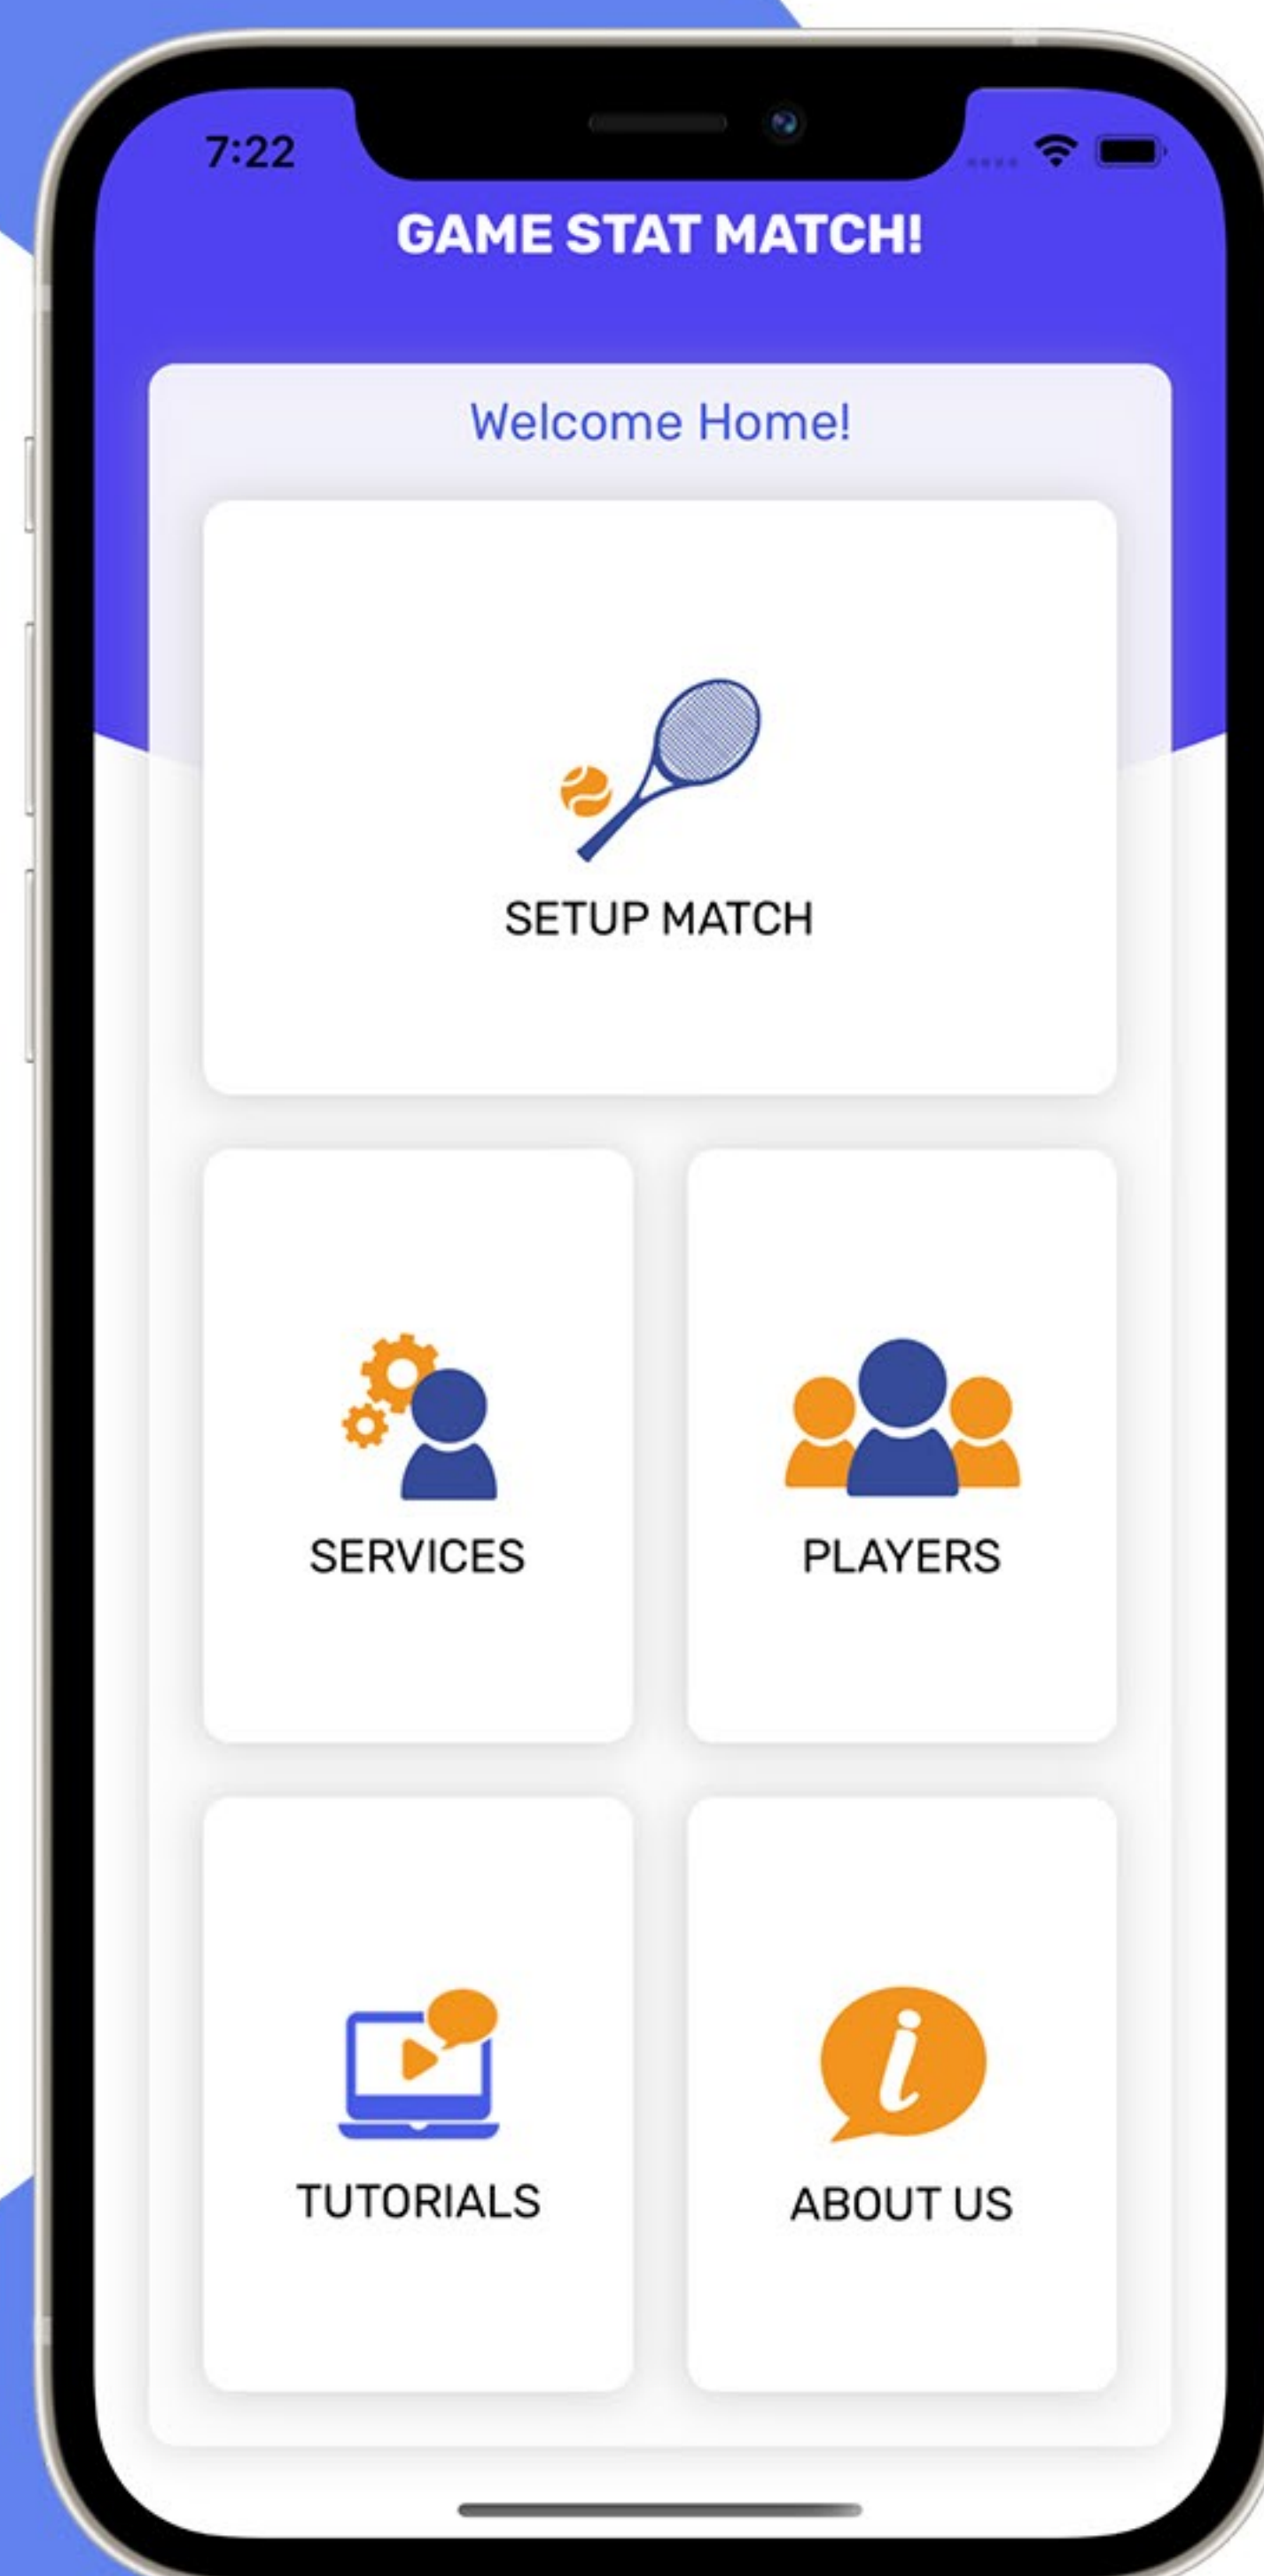 7:22
GAME STAT MATCH!
Welcome Home!
SETUP MATCH
SERVICES
PLAYERS
TUTORIALS
ABOUT US